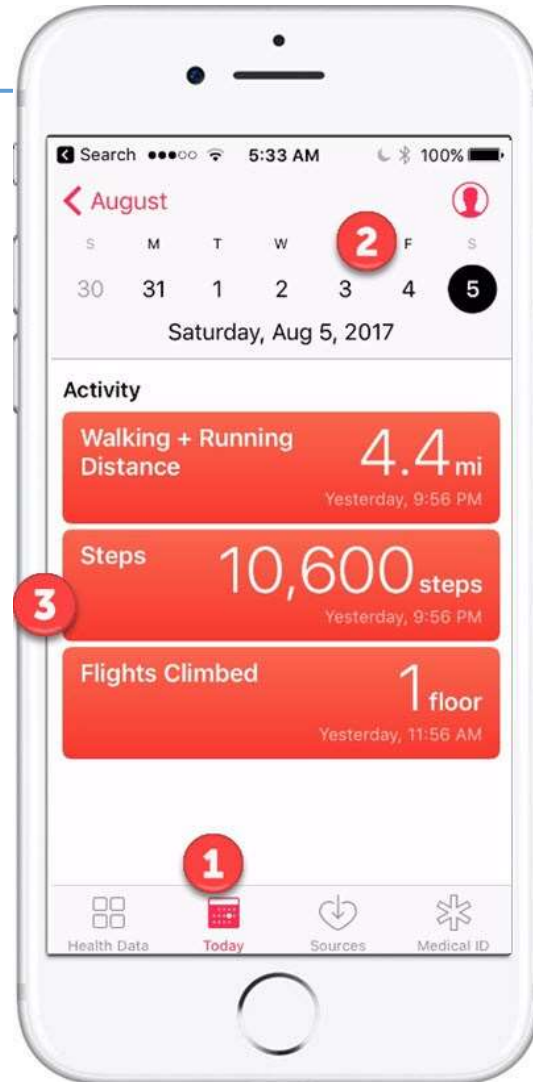 Search 5:33 AM 100%
August
S M T W F S
2
30 31 1 2 3 4 5
Saturday, Aug 5, 2017
Activity
Walking + Running
Distance
4.4 mi
Yesterday, 9:56 PM
Steps
10,600 steps
Yesterday, 9:56 PM
3
Flights Climbed
1 floor
Yesterday, 11:56 AM
1
Health Data Today Sources Medical ID